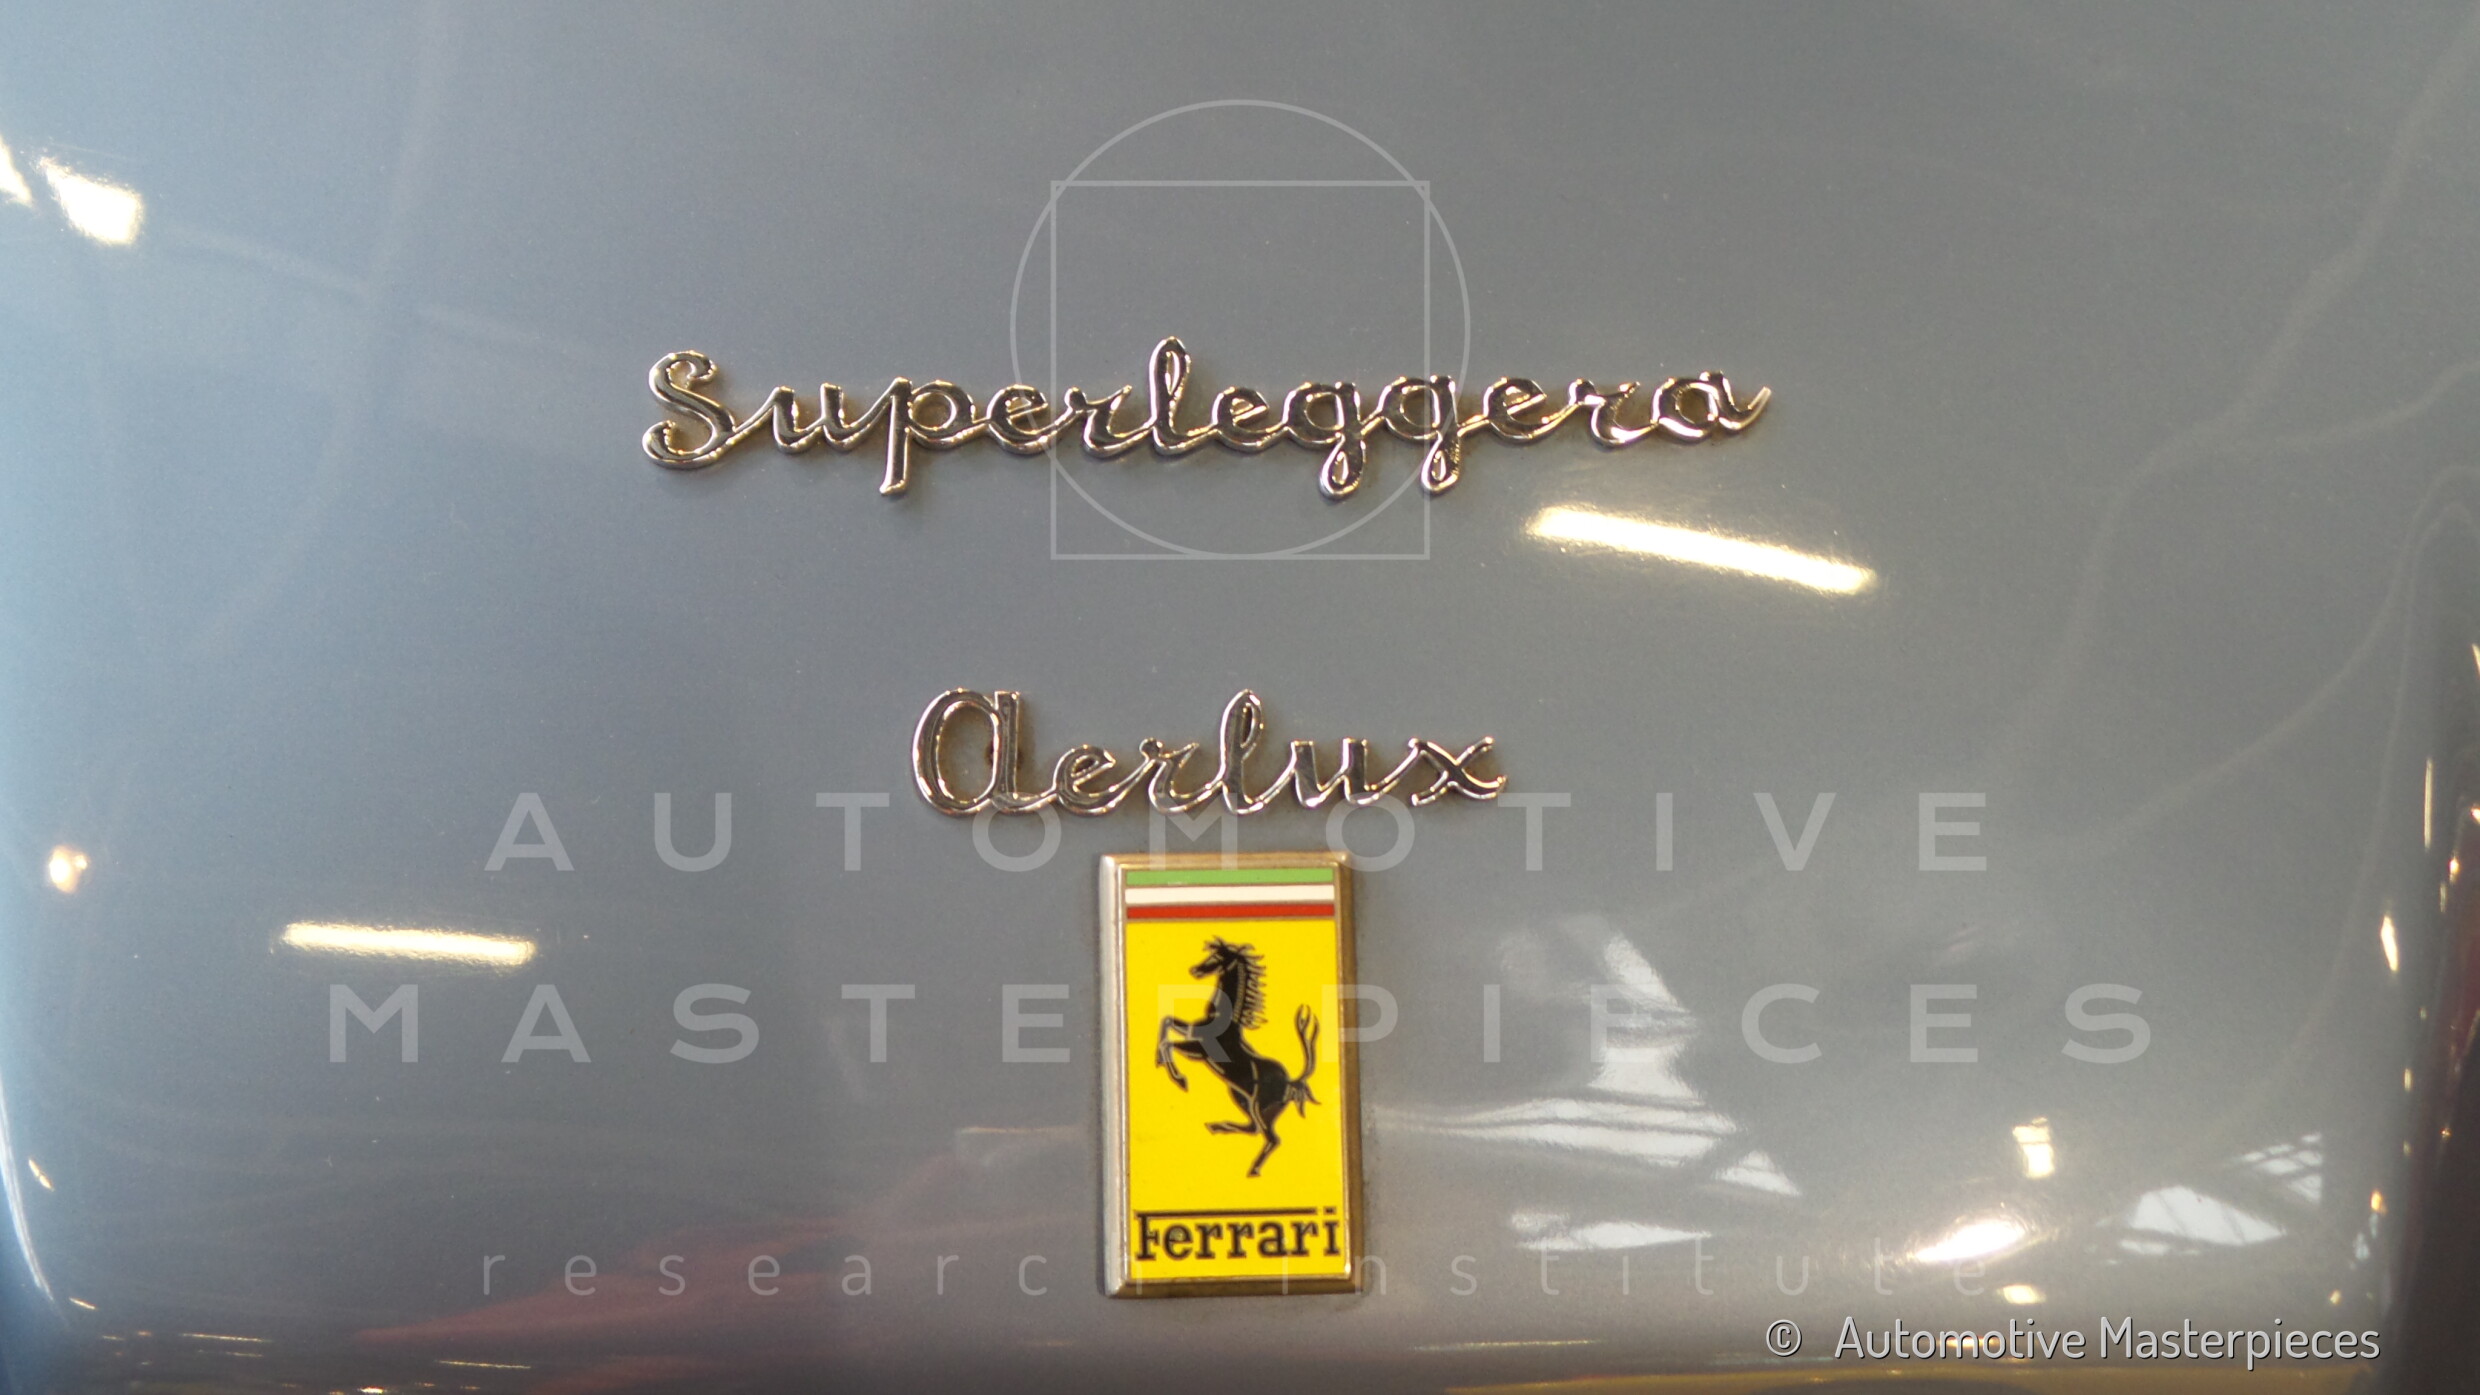 Superleggera
Aerlux
AUTOMOTIVE
MASTERPIECES
Ferrari
research institute
© Automotive Masterpieces